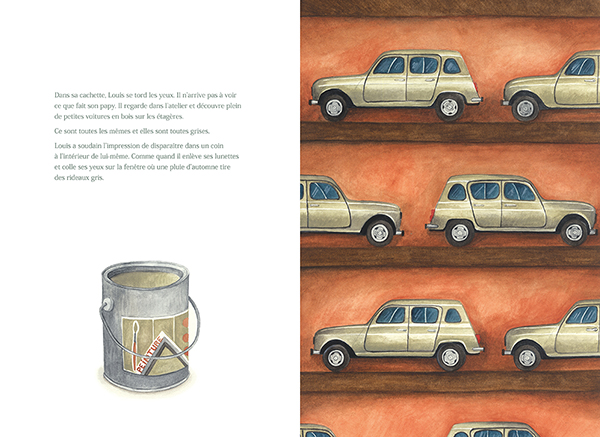 Dans sa cachette, Louis se tord les yeux. Il n'arrive pas à voir
ce que fait son papy. Il regarde dans l'atelier et découvre plein
de petites voitures en bois sur les étagères.
Ce sont toutes les mêmes et elles sont toutes grises.
Louis a soudain l'impression de disparaître dans un coin
à l'intérieur de lui-même. Comme quand il enlève ses lunettes
et colle ses yeux sur la fenêtre où une pluie d'automne tire
des rideaux gris.
PEINTURE